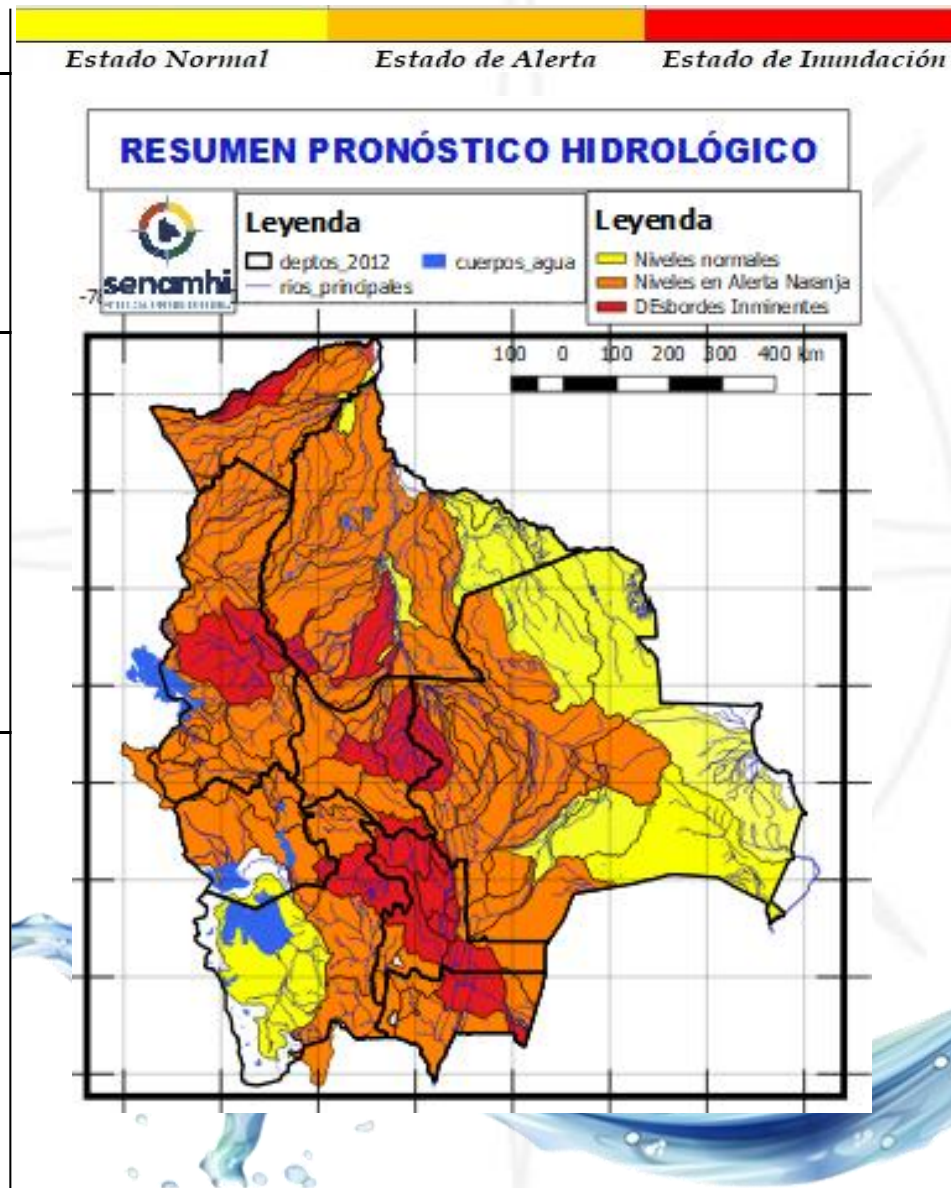 Estado Normal Estado de Alerta Estado de Inundación
RESUMEN PRONÓSTICO HIDROLÓGICO
senamhi
Leyenda
deptos_2012 cuerpos_agua
rios_principales
Leyenda
Niveles normales
Niveles en Alerta Naranja
DEsbordes Inminentes
100 0 100 200 300 400 km